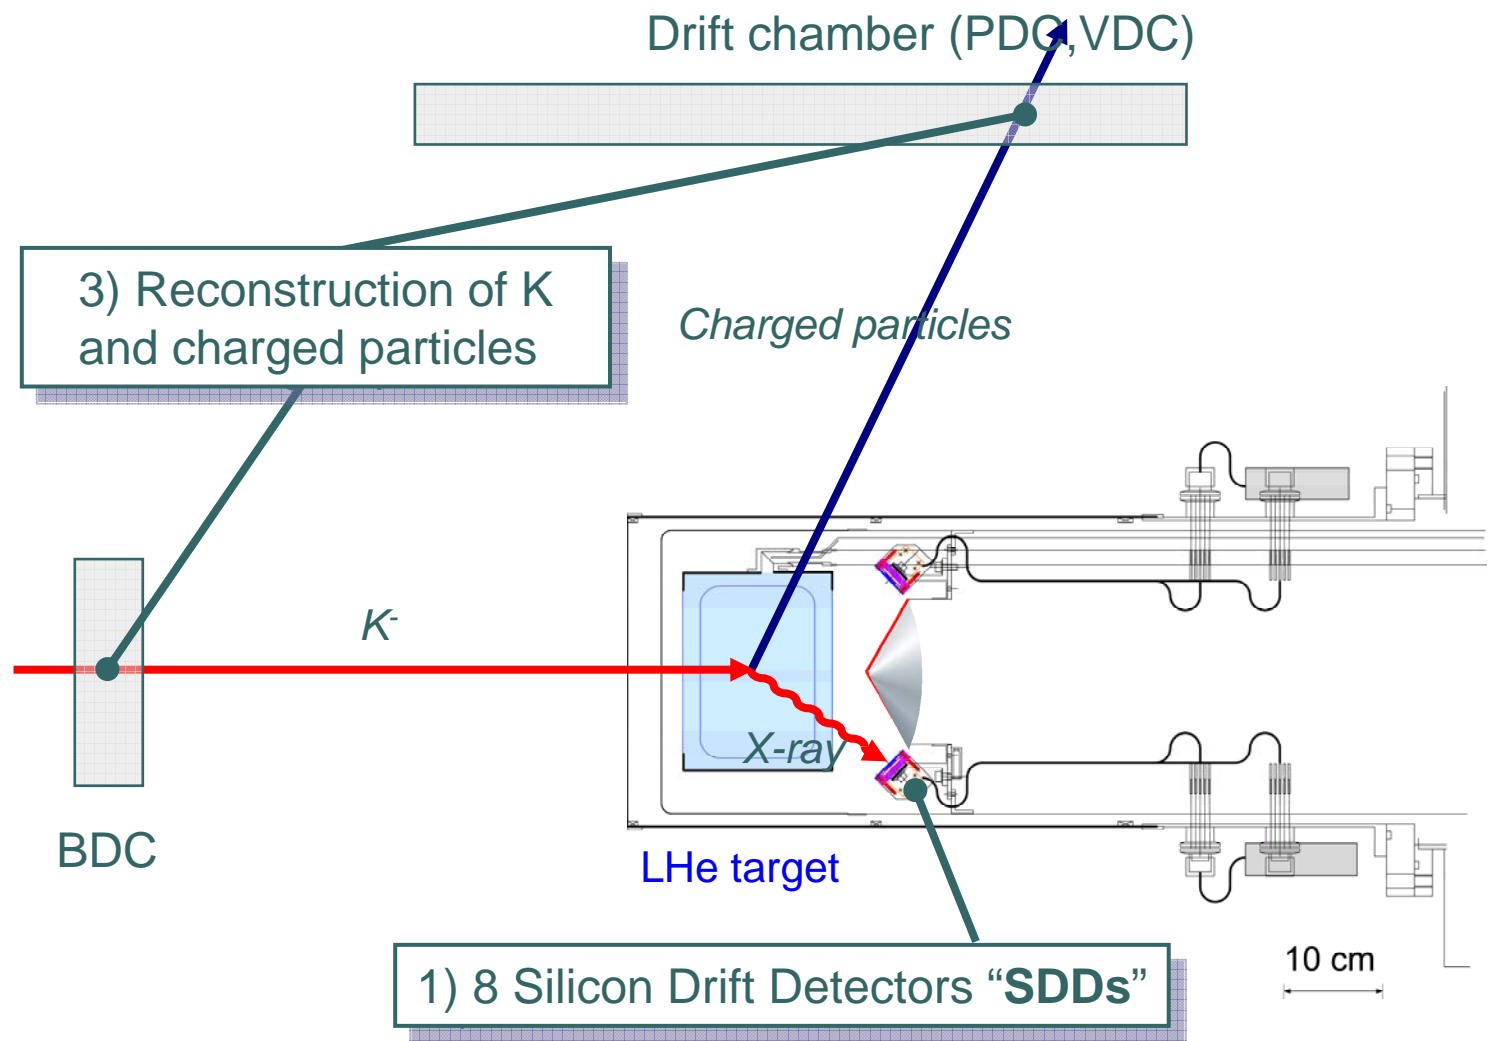 Drift chamber (PDC,VDC)
3) Reconstruction of K
and charged particles
Charged particles
K-
X-ray
BDC
LHe target
10 cm
1) 8 Silicon Drift Detectors “SDDs”